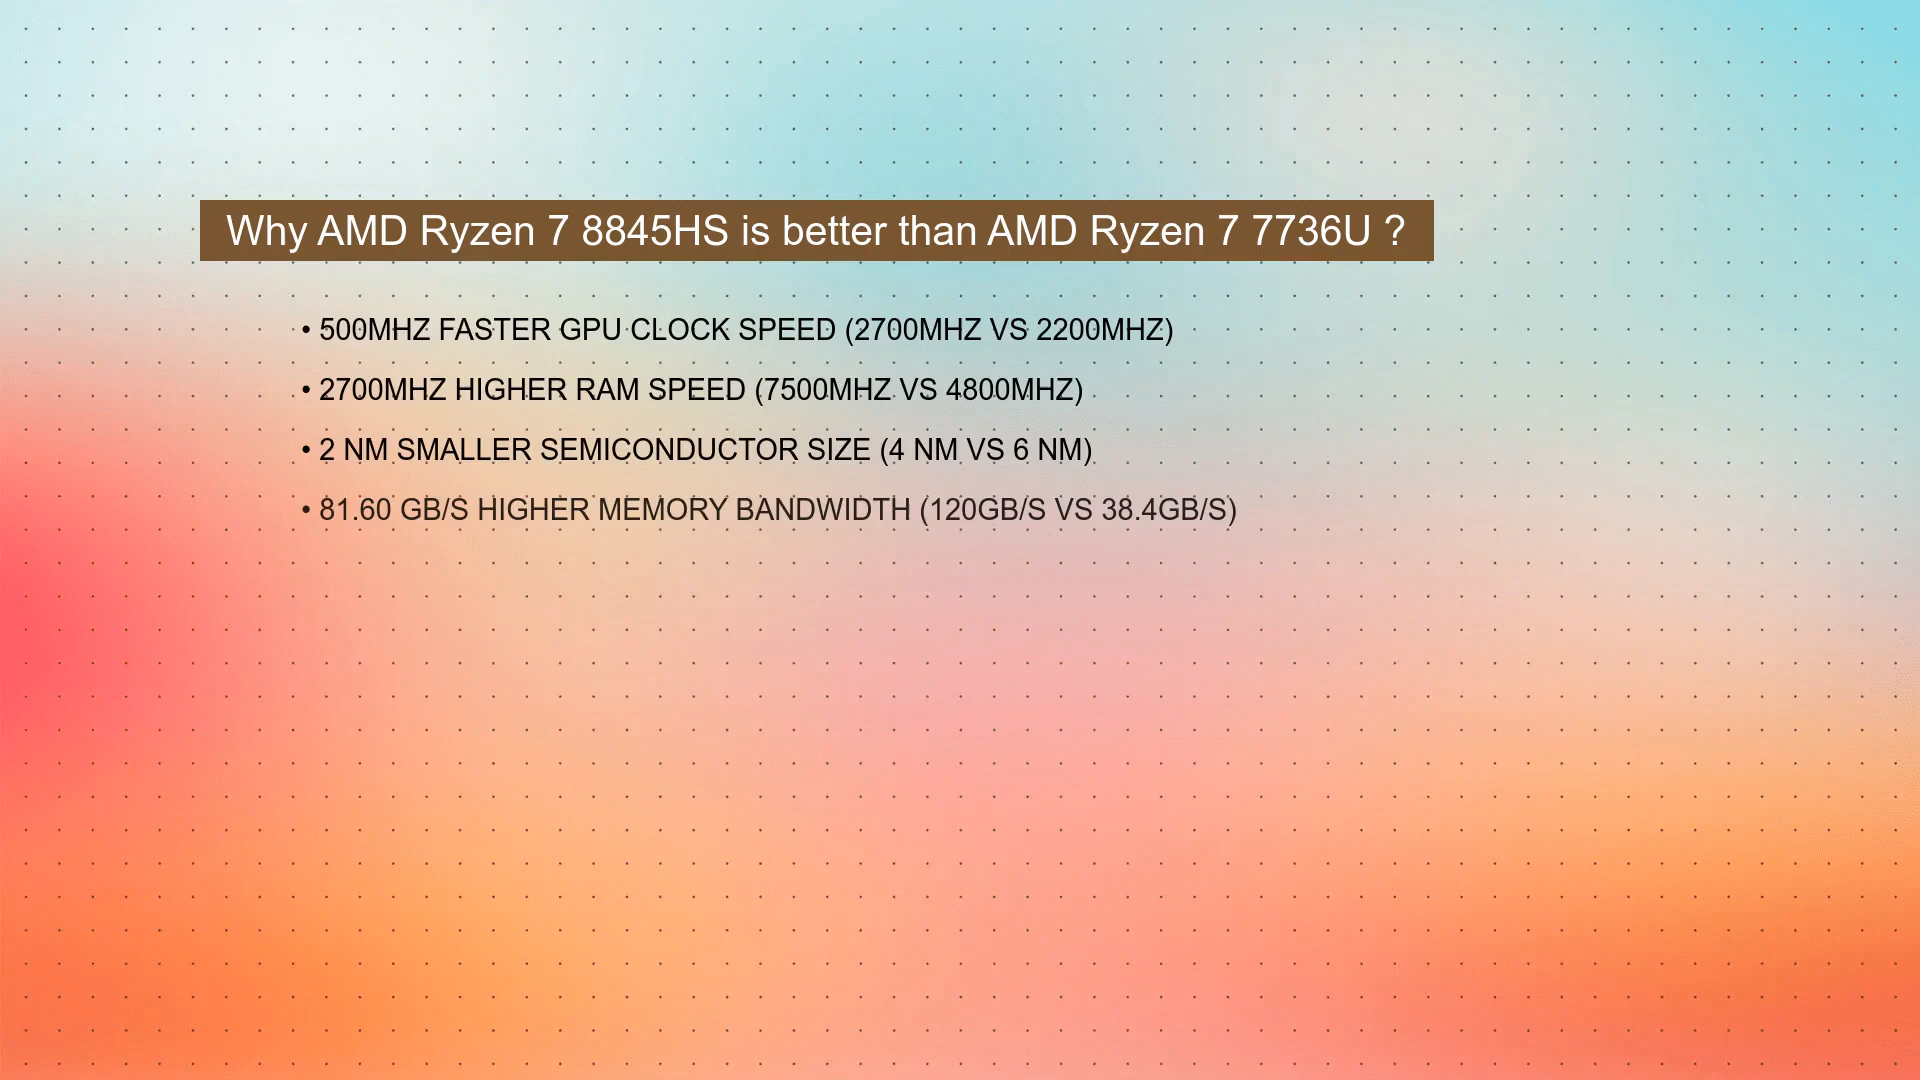 Why AMD Ryzen 7 8845HS is better than AMD Ryzen 7 7736U ?
• 500MHZ FASTER GPU CLOCK SPEED (2700MHZ VS 2200MHZ)
• 2700MHZ HIGHER RAM SPEED (7500MHZ VS 4800MHZ)
• 2 NM SMALLER SEMICONDUCTOR SIZE (4 NM VS 6 NM)
• 81.60 GB/S HIGHER MEMORY BANDWIDTH (120GB/S VS 38.4GB/S)